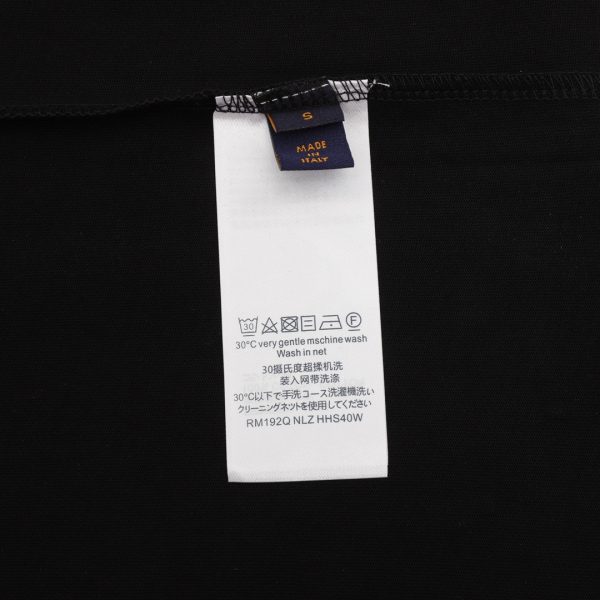 S
MADE
IN
ITALY
30
F
30°C very gentle mschine wash
Wash in net
30摄氏度超揉机洗
装入网带洗涤
30℃以下で手洗コース洗濯機洗い
クリーニングネットを使用してください
RM192Q NLZ HHS40W